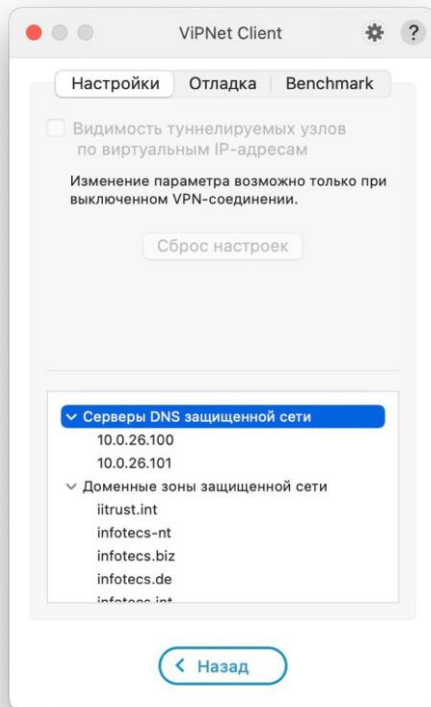 ViPNet Client
?
Настройки Отладка Benchmark
Видимость туннелируемых узлов
по виртуальным IP-адресам
Изменение параметра возможно только при
выключенном VPN-соединении.
Сброс настроек
Серверы DNS защищенной сети
10.0.26.100
10.0.26.101
Доменные зоны защищенной сети
iitrust.int
infotecs-nt
infotecs.biz
infotecs.de
infotecs.int
Назад